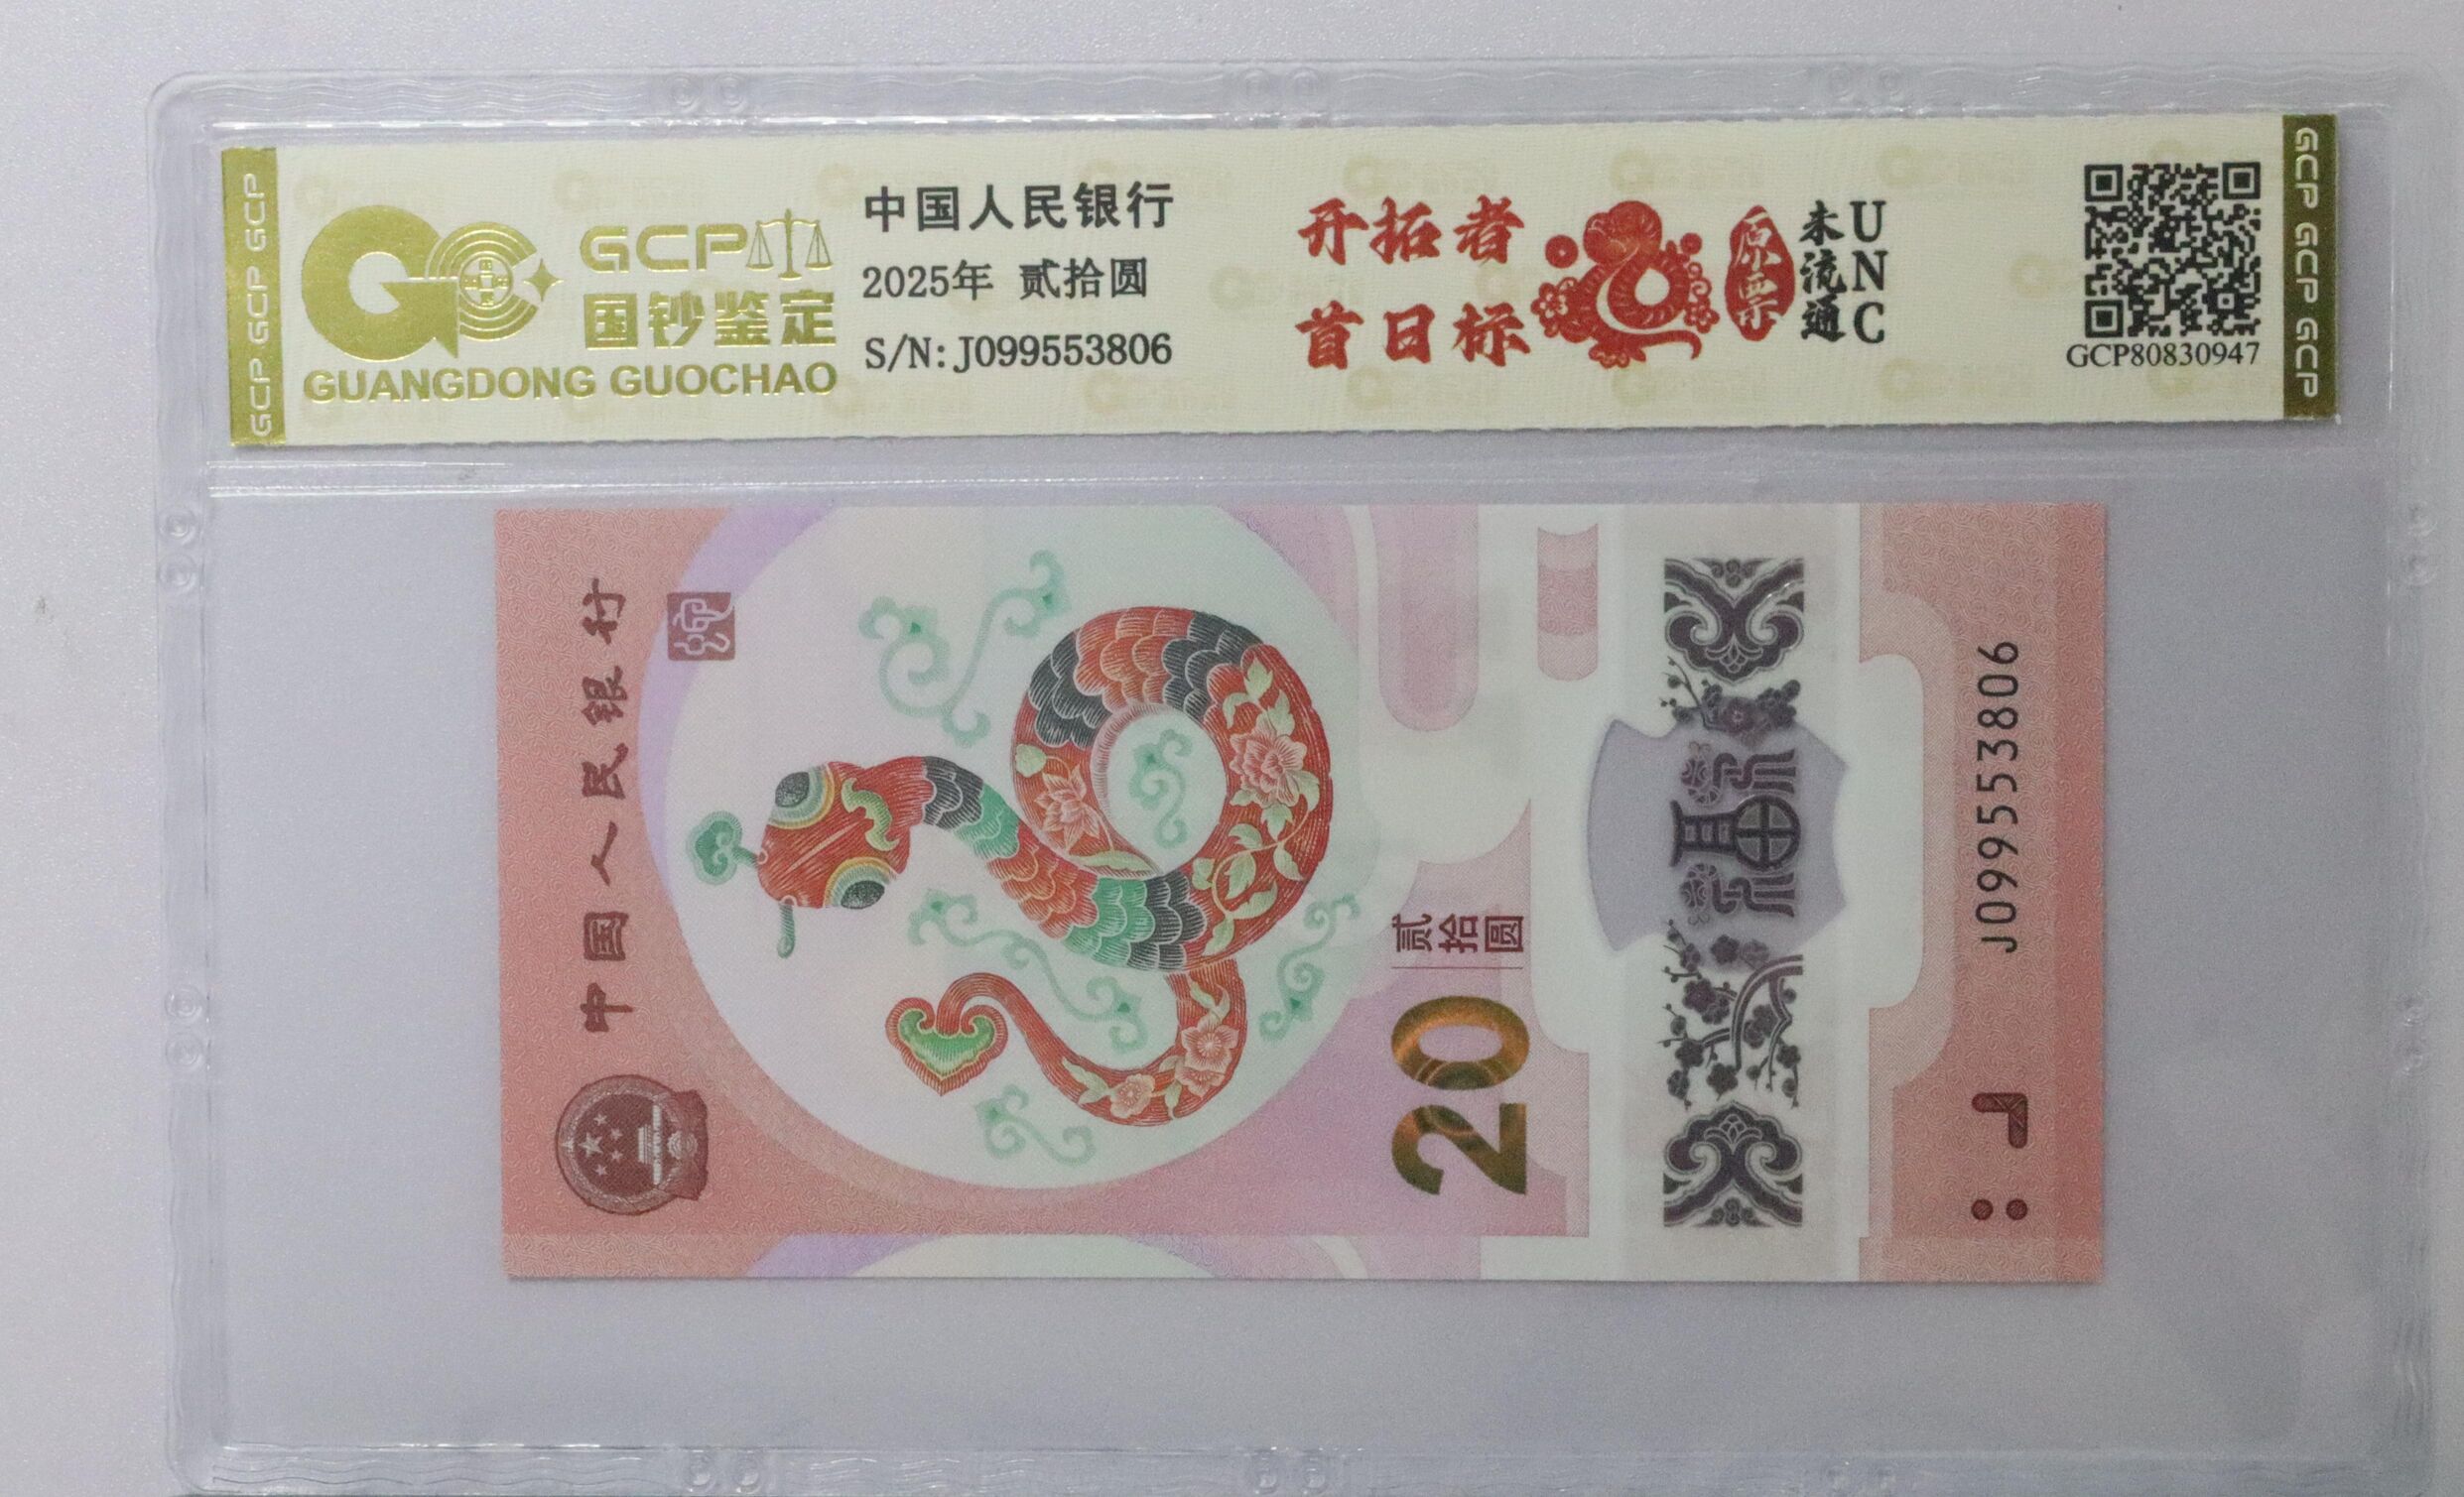 GCP GCP GCP
GCP
国钞鉴定
GUANGDONG GUOCHAO
中国人民银行
2025年 贰拾圆
S/N:J099553806
开拓者
首日标
原票
未流通
UNC
GCP80830947
GCP GCP GCP
中国人民银行
20
贰拾圆
福
J099553806